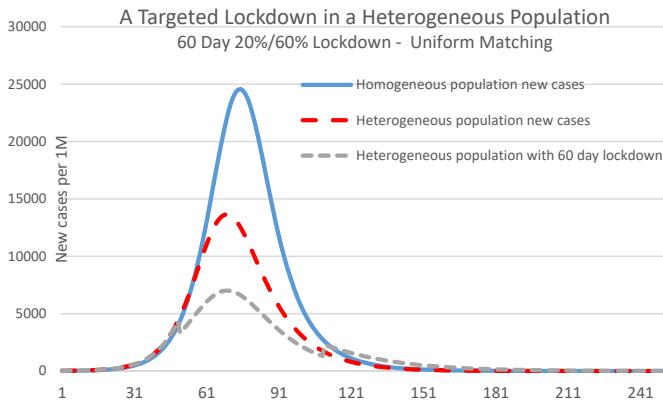 A Targeted Lockdown in a Heterogeneous Population
60 Day 20%/60% Lockdown - Uniform Matching
30000
25000
20000
15000
10000
5000
0
New cases per 1M
Homogeneous population new cases
Heterogeneous population new cases
Heterogeneous population with 60 day lockdown
1 31 61 91 121 151 181 211 241